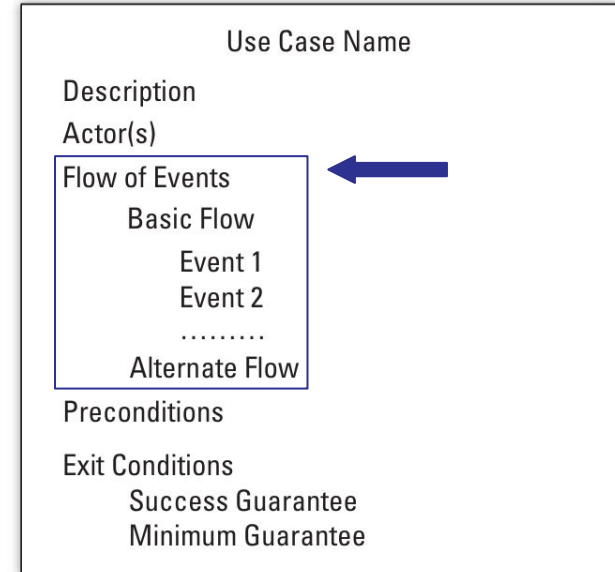 Use Case Name
Description
Actor(s)
Flow of Events
Basic Flow
Event 1
Event 2
.........
Alternate Flow
Preconditions
Exit Conditions
Success Guarantee
Minimum Guarantee